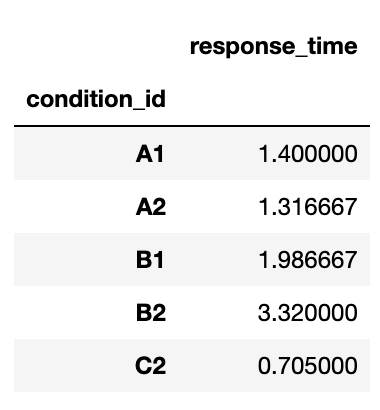 response_time
condition_id
A1 1.400000
A2 1.316667
B1 1.986667
B2 3.320000
C2 0.705000